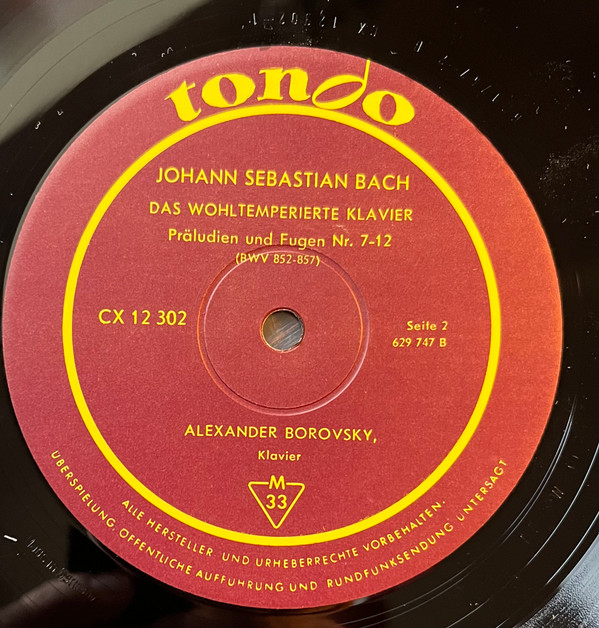 tondo
JOHANN SEBASTIAN BACH
DAS WOHLTEMPERIERTE KLAVIER
Präludien und Fugen Nr. 7-12
(BWV 852-857)
CX 12 302
Seite 2
629 747 B
ALEXANDER BOROVSKY,
Klavier
M
33
ALLE HERSTELLER UND URHEBERRECHTE VORBEHALTEN.
ÜBERSPIELUNG, ÖFFENTLICHE AUFFÜHRUNG UND RUNDFUNKSENDUNG UNTERSAGT